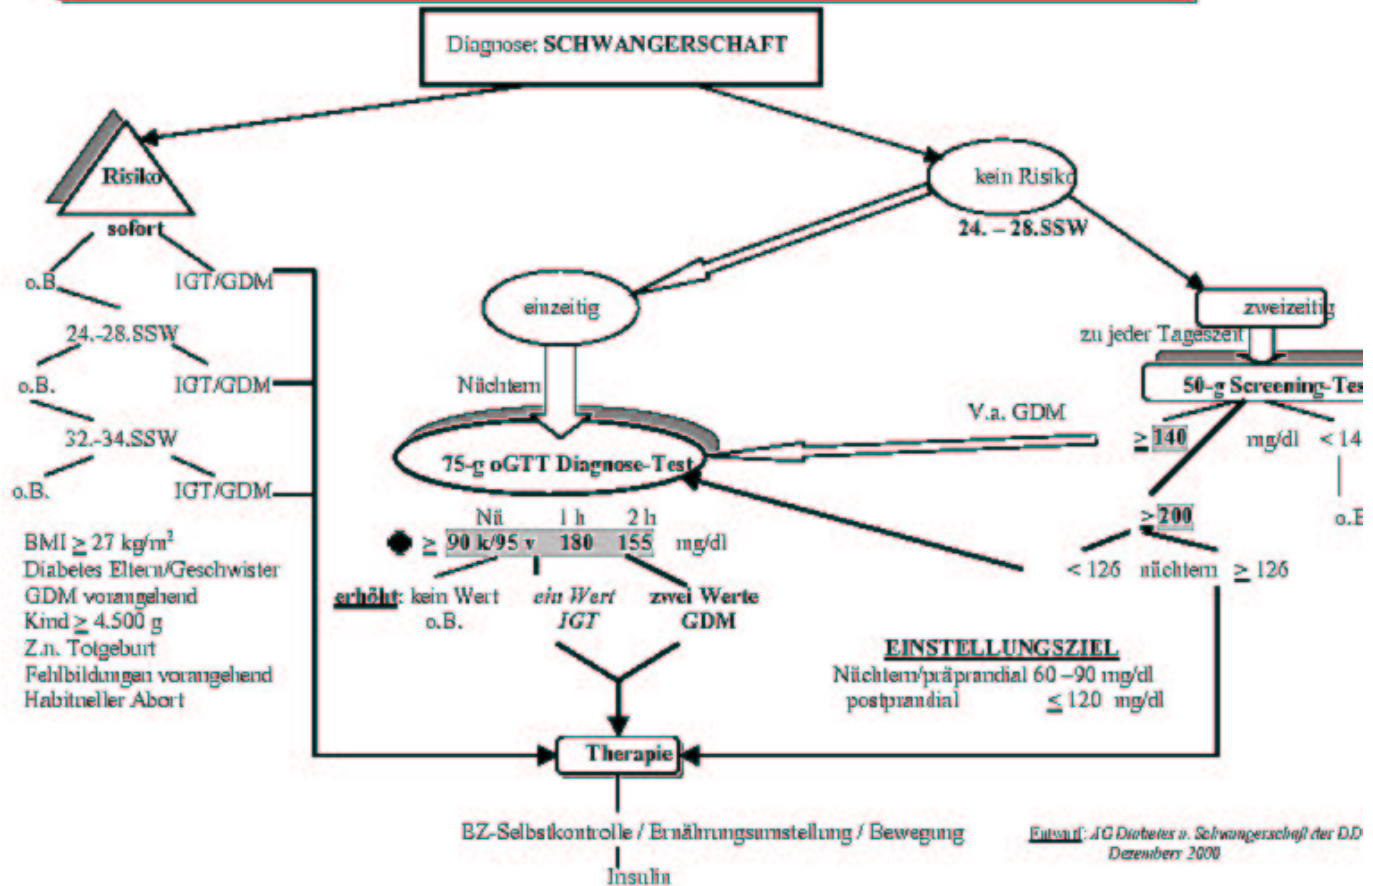 Diagnose: SCHWANGERSCHAFT
Risiko
sofort
o.B.
IGT/GDM
24.-28.SSW
o.B.
IGT/GDM
32.-34.SSW
o.B.
IGT/GDM
BMI ≥ 27 kg/m²
Diabetes Eltern/Geschwister
GDM vorangehend
Kind ≥ 4.500 g
Z.n. Totgeburt
Fehlbildungen vorangehend
Habitueller Abort
kein Risiko
24. – 28.SSW
einzeitig
Nüchtern
75-g oGTT Diagnose-Test
Nü 1 h 2 h
≥ 90 k/95 v 180 155 mg/dl
erhöht: kein Wert ein Wert zwei Werte
o.B. IGT GDM
zweizeitig
zu jeder Tageszeit
50-g Screening-Tes
V.a. GDM
≥ 140 mg/dl < 14
≥ 200
o.B
< 126 nüchtern ≥ 126
EINSTELLUNGSZIEL
Nüchtern/präprandial 60 –90 mg/dl
postprandial ≤ 120 mg/dl
Therapie
BZ-Selbstkontrolle / Ernährungsumstellung / Bewegung
Insulin
Entwurf: AG Diabetes u. Schwangerschaft der DD
Dezember 2000